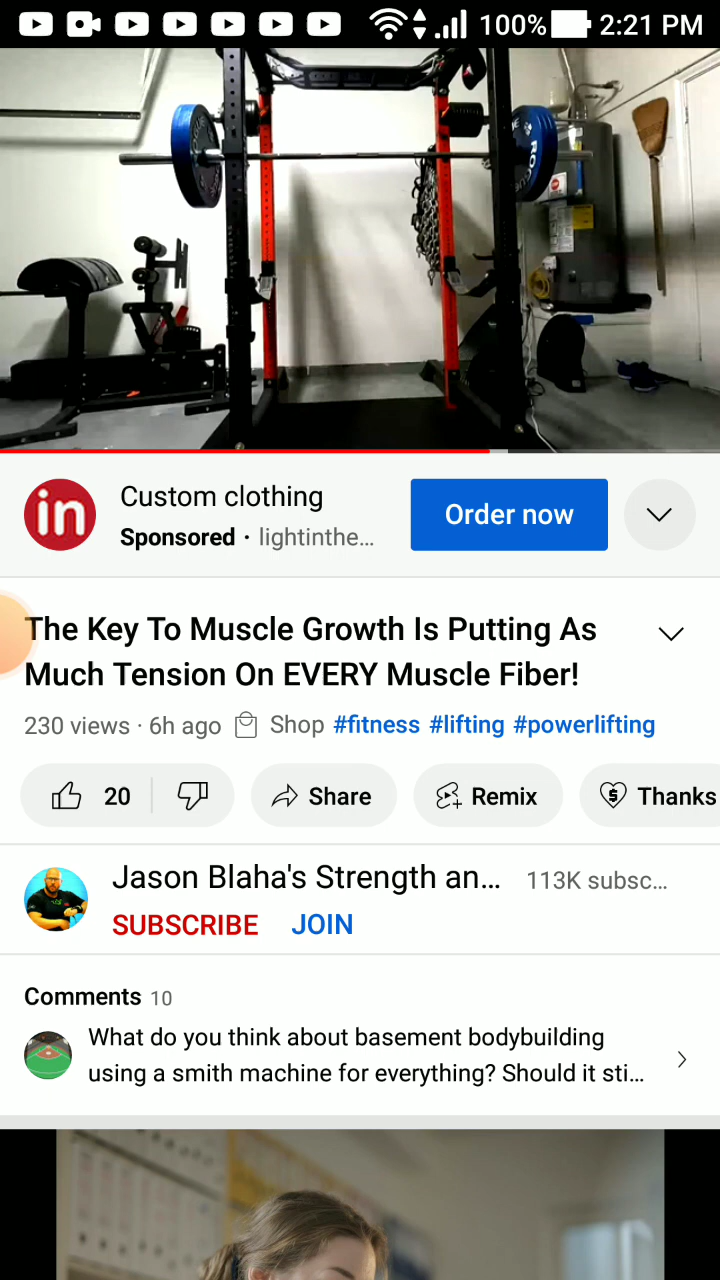 100% 2:21 PM
in
Custom clothing
Sponsored · lightinthe...
Order now
The Key To Muscle Growth Is Putting As
Much Tension On EVERY Muscle Fiber!
230 views · 6h ago Shop #fitness #lifting #powerlifting
20
Share
Remix
Thanks
Jason Blaha's Strength an... 113K subsc...
SUBSCRIBE JOIN
Comments 10
What do you think about basement bodybuilding
using a smith machine for everything? Should it sti...